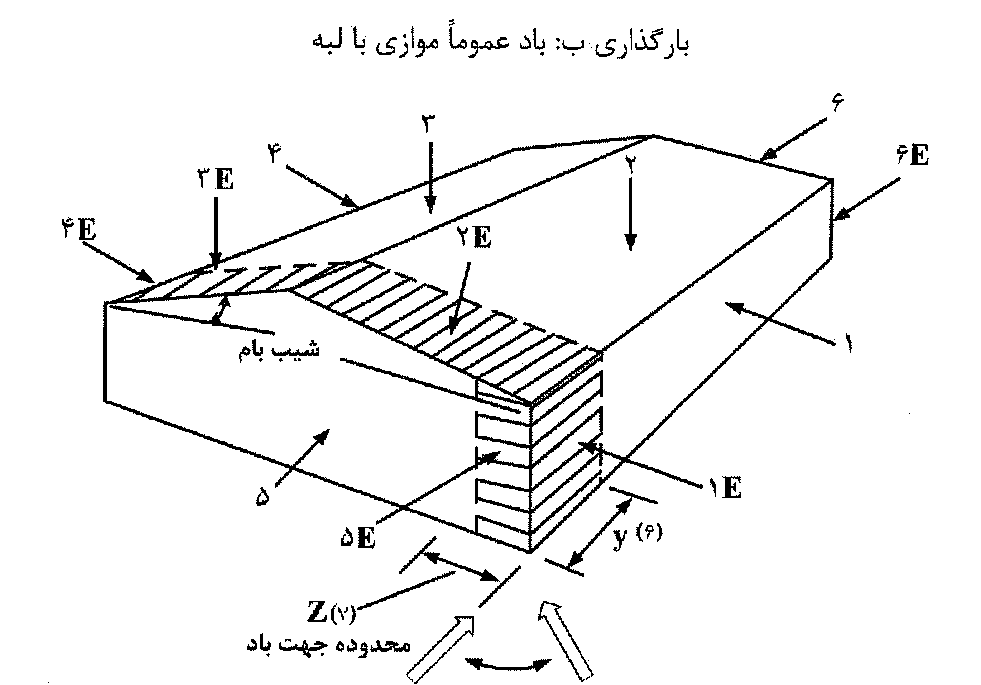 بارگذاری ب: باد عموماً موازی با لبه
۶
۳
۴
۲
۶E
۳E
۴E
۲E
شیب بام
۱
۵
۱E
۵E
y (۶)
Z(۷)
محدوده جهت باد